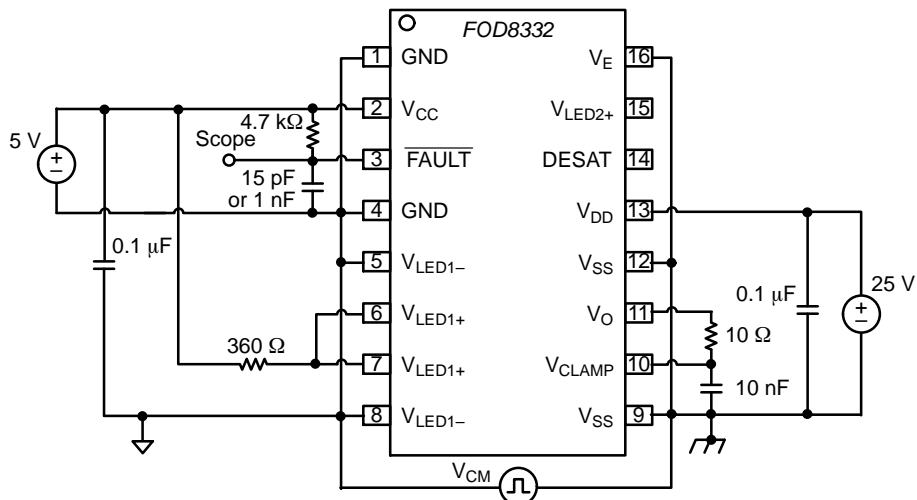 FOD8332
1 GND VE 16
2 VCC VLED2+ 15
4.7 kΩ
Scope
5 V
+
−
3 FAULT DESAT 14
15 pF
or 1 nF
4 GND VDD 13
0.1 μF
5 VLED1− VSS 12
25 V
+
−
0.1 μF
6 VLED1+ VO 11
10 Ω
360 Ω
7 VLED1+ VCLAMP 10
10 nF
8 VLED1− VSS 9
VCM